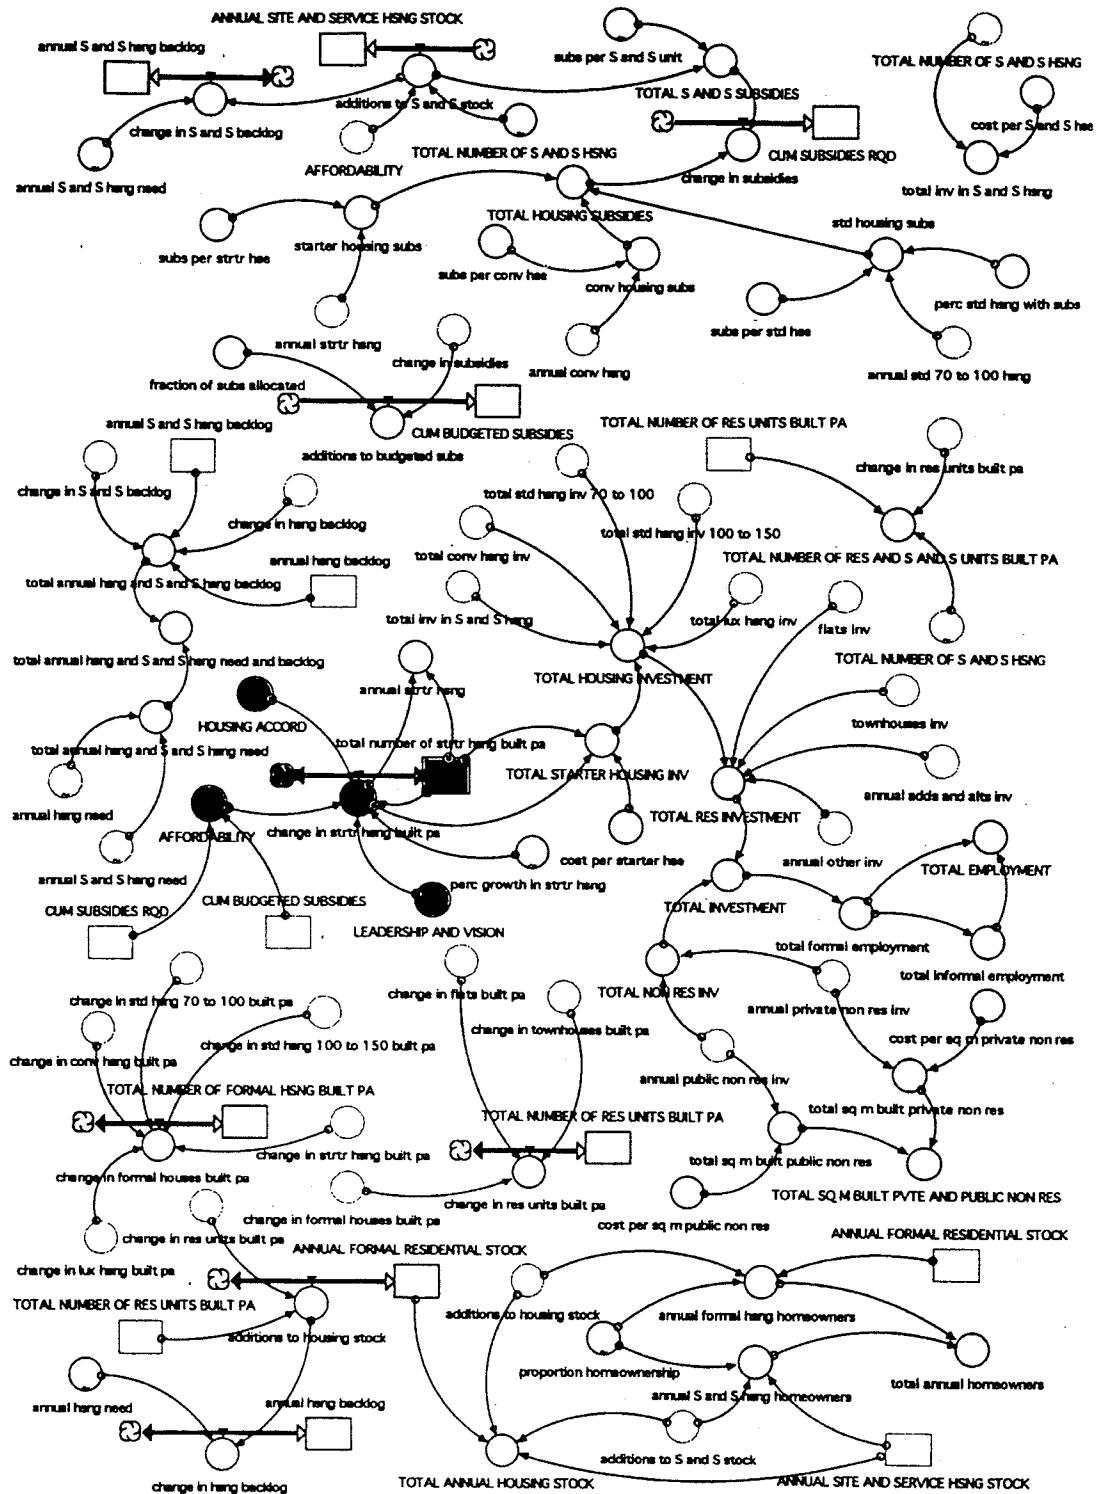 ANNUAL SITE AND SERVICE HSNG STOCK
annual S and S hsng backlog
subs per S and S unit
TOTAL NUMBER OF S AND S HSNG
additions to S and S stock
TOTAL S AND S SUBSIDIES
change in S and S backlog
cost per S and S hse
AFFORDABILITY
TOTAL NUMBER OF S AND S HSNG
CUM SUBSIDIES RQD
annual S and S hsng need
change in subsidies
total inv in S and S hsng
TOTAL HOUSING SUBSIDIES
std housing subs
starter housing subs
subs per strtr hse
subs per conv hse
conv housing subs
perc std hsng with subs
subs per std hse
annual strtr hsng
change in subsidies
annual conv hsng
annual std 70 to 100 hsng
fraction of subs allocated
annual S and S hsng backlog
CUM BUDGETED SUBSIDIES
TOTAL NUMBER OF RES UNITS BUILT PA
additions to budgeted subs
change in res units built pa
change in S and S backlog
total std hsng inv 70 to 100
change in hsng backlog
total std hsng inv 100 to 150
total conv hsng inv
TOTAL NUMBER OF RES AND S AND S UNITS BUILT PA
annual hsng backlog
total annual hsng and S and S hsng backlog
total inv in S and S hsng
total lux hsng inv
flats inv
total annual hsng and S and S hsng need and backlog
TOTAL NUMBER OF S AND S HSNG
TOTAL HOUSING INVESTMENT
annual strtr hsng
HOUSING ACCORD
townhouses inv
total number of strtr hsng built pa
total annual hsng and S and S hsng need
TOTAL STARTER HOUSING INV
annual adds and alts inv
annual hsng need
TOTAL RES INVESTMENT
AFFORDABILITY
change in strtr hsng built pa
cost per starter hse
annual other inv
TOTAL EMPLOYMENT
annual S and S hsng need
perc growth in strtr hsng
CUM SUBSIDIES RQD
CUM BUDGETED SUBSIDIES
TOTAL INVESTMENT
LEADERSHIP AND VISION
total formal employment
total informal employment
change in std hsng 70 to 100 built pa
change in flats built pa
TOTAL NON RES INV
annual private non res inv
change in townhouses built pa
cost per sq m private non res
change in conv hsng built pa
change in std hsng 100 to 150 built pa
annual public non res inv
TOTAL NUMBER OF FORMAL HSNG BUILT PA
total sq m built private non res
TOTAL NUMBER OF RES UNITS BUILT PA
change in strtr hsng built pa
total sq m built public non res
change in formal houses built pa
change in res units built pa
TOTAL SQ M BUILT PVTE AND PUBLIC NON RES
change in formal houses built pa
cost per sq m public non res
change in res units built pa
ANNUAL FORMAL RESIDENTIAL STOCK
ANNUAL FORMAL RESIDENTIAL STOCK
change in lux hsng built pa
TOTAL NUMBER OF RES UNITS BUILT PA
additions to housing stock
annual formal hsng homeowners
additions to housing stock
proportion homeownership
total annual homeowners
annual hsng need
annual hsng backlog
annual S and S hsng homeowners
additions to S and S stock
change in hsng backlog
TOTAL ANNUAL HOUSING STOCK
ANNUAL SITE AND SERVICE HSNG STOCK